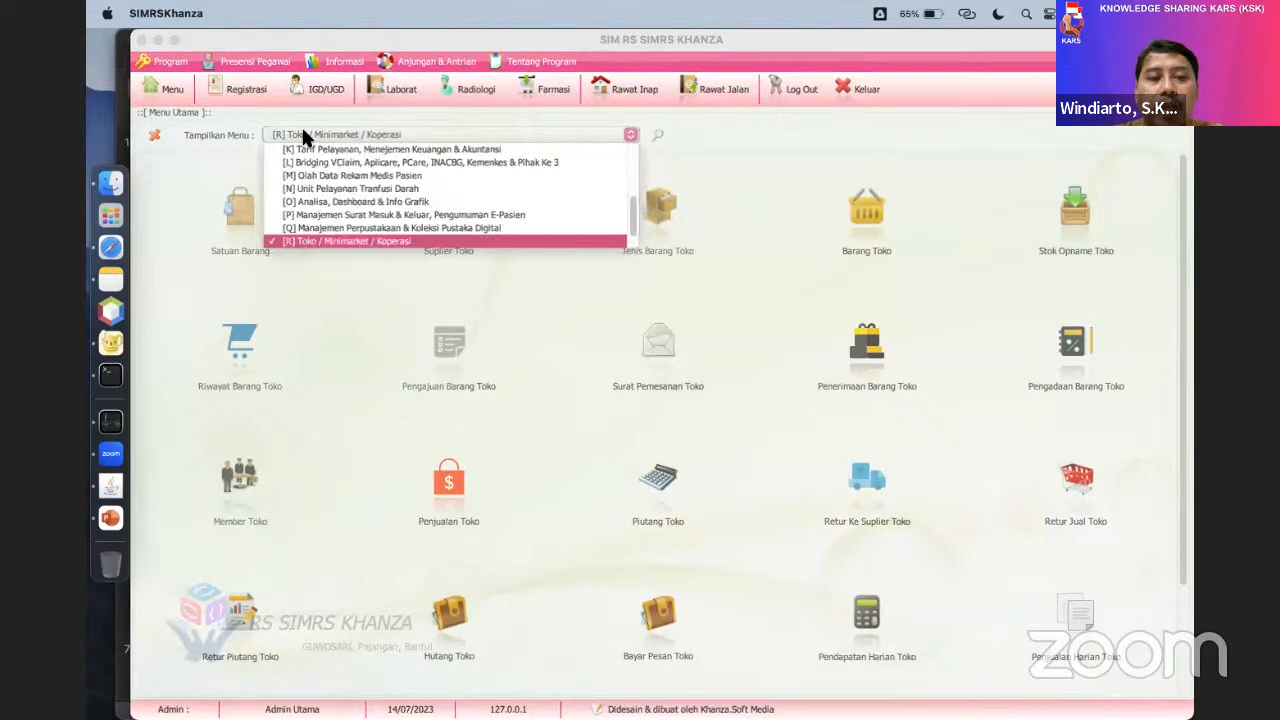 SIMRSKhanza
65%
KNOWLEDGE SHARING KARS (KSK)
KARS
Windiarto, S.K...
SIM RS SIMRS KHANZA
Program Presensi Pegawai Informasi Anjungan & Antrian Tentang Program
Menu Registrasi IGD/UGD Laborat Radiologi Farmasi Rawat Inap Rawat Jalan Log Out Keluar
::[ Menu Utama ]::
Tampilkan Menu : [R] Toko / Minimarket / Koperasi
[K] Tarif Pelayanan, Menejemen Keuangan & Akuntansi
[L] Bridging VClaim, Aplicare, PCare, INACBG, Kemenkes & Pihak Ke 3
[M] Olah Data Rekam Medis Pasien
[N] Unit Pelayanan Tranfusi Darah
[O] Analisa, Dashboard & Info Grafik
[P] Manajemen Surat Masuk & Keluar, Pengumuman E-Pasien
[Q] Manajemen Perpustakaan & Koleksi Pustaka Digital
✓ [R] Toko / Minimarket / Koperasi
Satuan Barang Suplier Toko Jenis Barang Toko Barang Toko Stok Opname Toko
Riwayat Barang Toko Pengajuan Barang Toko Surat Pemesanan Toko Penerimaan Barang Toko Pengadaan Barang Toko
Member Toko Penjualan Toko Piutang Toko Retur Ke Suplier Toko Retur Jual Toko
RS SIMRS KHANZA
GUWOSARI, Pajangan, Bantul
Retur Piutang Toko Hutang Toko Bayar Pesan Toko Pendapatan Harian Toko Penjualan Harian Toko
zoom
zoom
Admin : Admin Utama 14/07/2023 127.0.0.1 Didesain & dibuat oleh Khanza.Soft Media